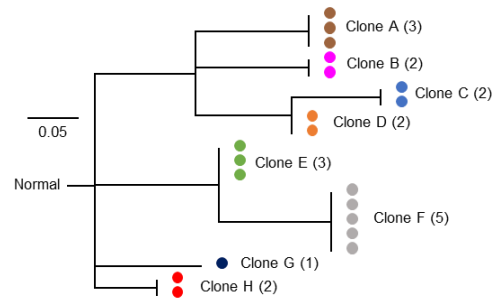 Clone A (3)
Clone B (2)
Clone C (2)
Clone D (2)
0.05
Clone E (3)
Normal
Clone F (5)
Clone G (1)
Clone H (2)